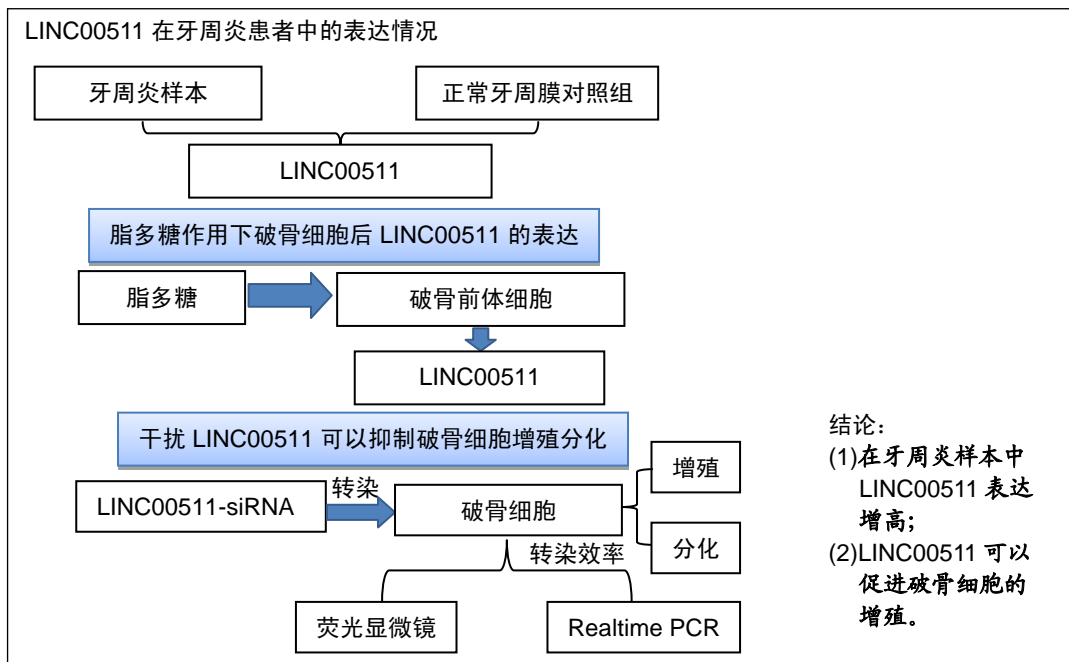 LINC00511 在牙周炎患者中的表达情况
牙周炎样本
正常牙周膜对照组
LINC00511
脂多糖作用下破骨细胞后 LINC00511 的表达
脂多糖
破骨前体细胞
LINC00511
干扰 LINC00511 可以抑制破骨细胞增殖分化
LINC00511-siRNA
转染
破骨细胞
增殖
分化
转染效率
荧光显微镜
Realtime PCR
结论：
(1)在牙周炎样本中
LINC00511 表达
增高；
(2)LINC00511 可以
促进破骨细胞的
增殖。